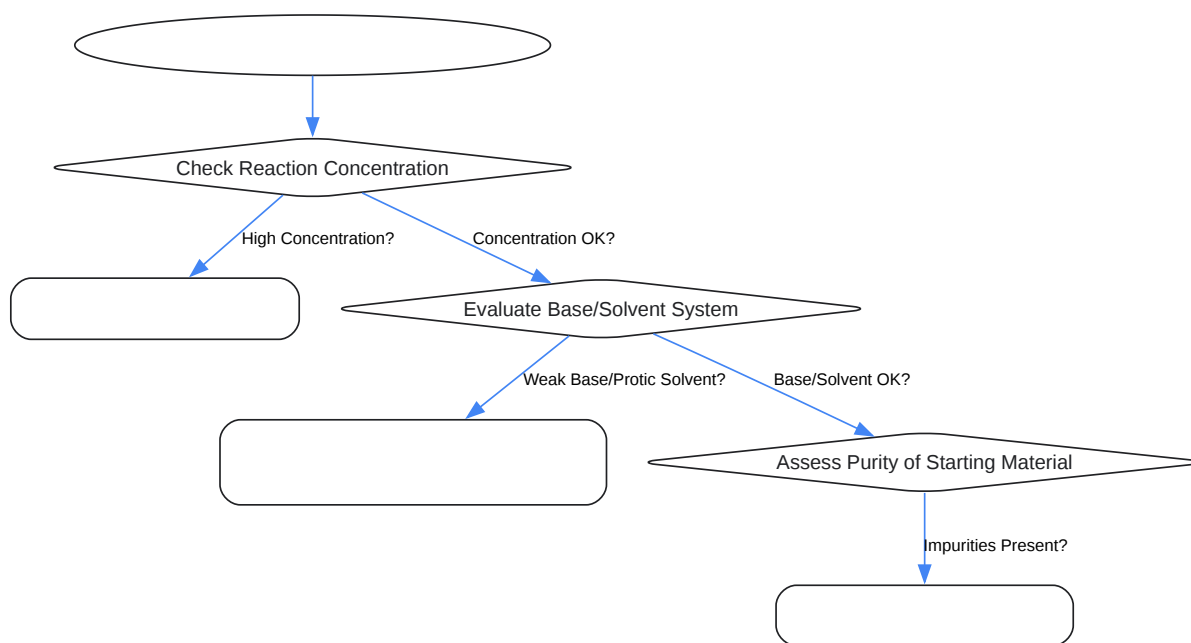 Check Reaction Concentration
High Concentration?
Concentration OK?
Evaluate Base/Solvent System
Weak Base/Protic Solvent?
Base/Solvent OK?
Assess Purity of Starting Material
Impurities Present?